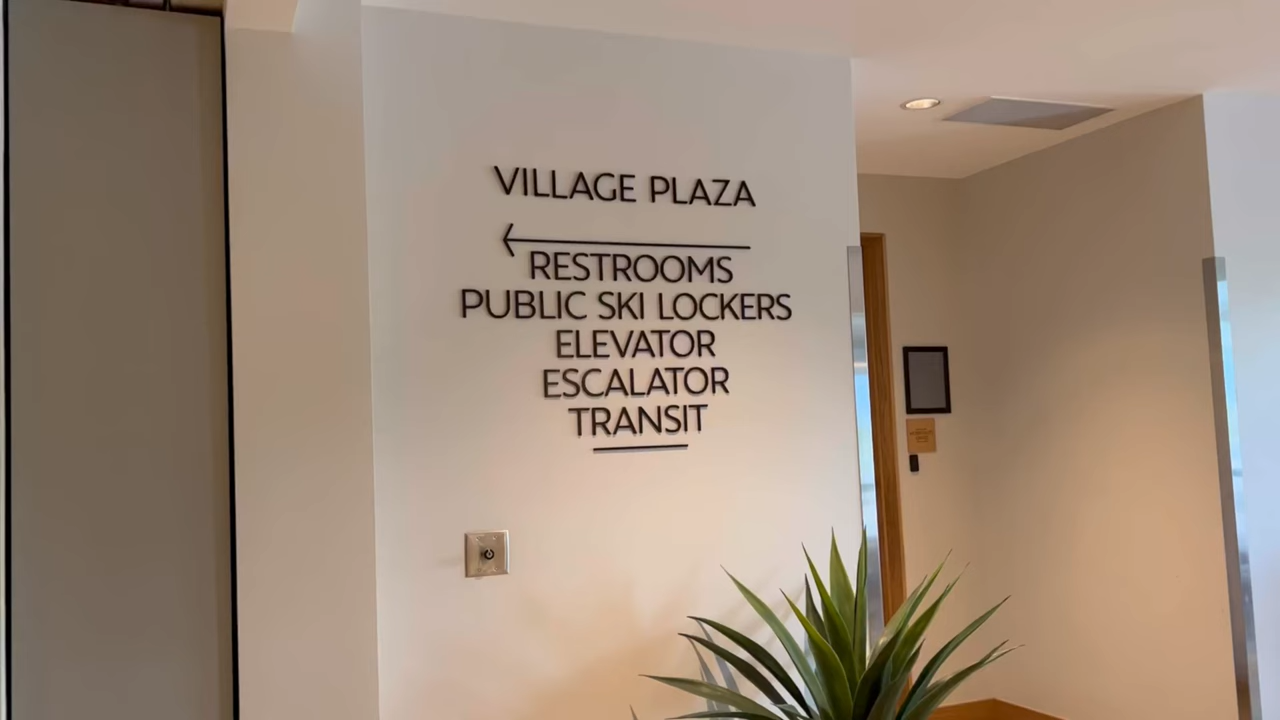 VILLAGE PLAZA
RESTROOMS
PUBLIC SKI LOCKERS
ELEVATOR
ESCALATOR
TRANSIT